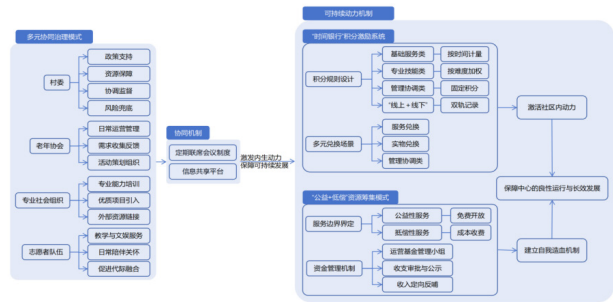 多元协同治理模式
村委
政策支持
资源保障
协调监督
风险兜底
老年协会
日常运营管理
需求收集反馈
活动策划组织
专业社会组织
专业能力培训
优质项目引入
外部资源链接
志愿者队伍
教学与文娱服务
日常陪伴关怀
促进代际融合
协同机制
定期联席会议制度
信息共享平台
激发内生动力
保障可持续发展
可持续动力机制
“时间银行”积分激励系统
积分规则设计
基础服务类
按时间计量
专业技能类
按难度加权
管理协调类
固定积分
“线上+线下”
双轨记录
多元兑换场景
服务兑换
实物兑换
管理协调类
“公益+低偿”资源筹集模式
服务边界界定
公益性服务
免费开放
低偿性服务
成本收费
资金管理机制
运营基金管理小组
收支审批与公示
收入定向反哺
激活社区内动力
保障中心的良性运行与长效发展
建立自我造血机制